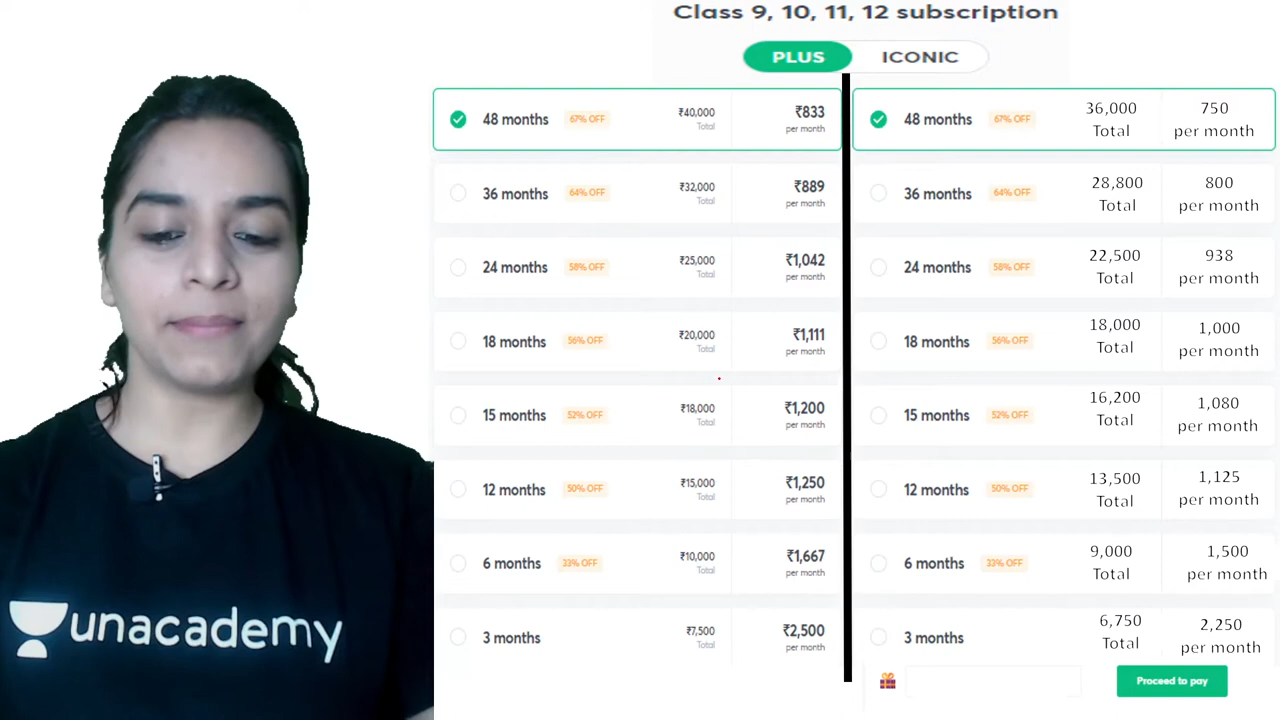 Class 9, 10, 11, 12 subscription
PLUS
ICONIC
48 months 67% OFF ₹40,000 ₹833
Total per month
36 months 64% OFF ₹32,000 ₹889
Total per month
24 months 58% OFF ₹25,000 ₹1,042
Total per month
18 months 56% OFF ₹20,000 ₹1,111
Total per month
15 months 52% OFF ₹18,000 ₹1,200
Total per month
12 months 50% OFF ₹15,000 ₹1,250
Total per month
6 months 33% OFF ₹10,000 ₹1,667
Total per month
3 months ₹7,500 ₹2,500
Total per month
48 months 67% OFF 36,000 750
Total per month
36 months 64% OFF 28,800 800
Total per month
24 months 58% OFF 22,500 938
Total per month
18 months 56% OFF 18,000 1,000
Total per month
15 months 52% OFF 16,200 1,080
Total per month
12 months 50% OFF 13,500 1,125
Total per month
6 months 33% OFF 9,000 1,500
Total per month
3 months 6,750 2,250
Total per month
Proceed to pay
unacademy